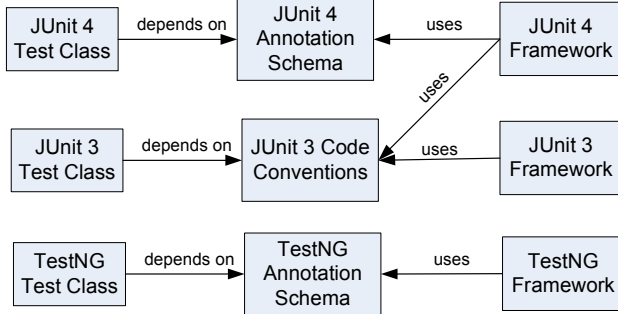 JUnit 4
Test Class
depends on
JUnit 4
Annotation
Schema
uses
JUnit 4
Framework
uses
JUnit 3
Test Class
depends on
JUnit 3 Code
Conventions
uses
JUnit 3
Framework
TestNG
Test Class
depends on
TestNG
Annotation
Schema
uses
TestNG
Framework